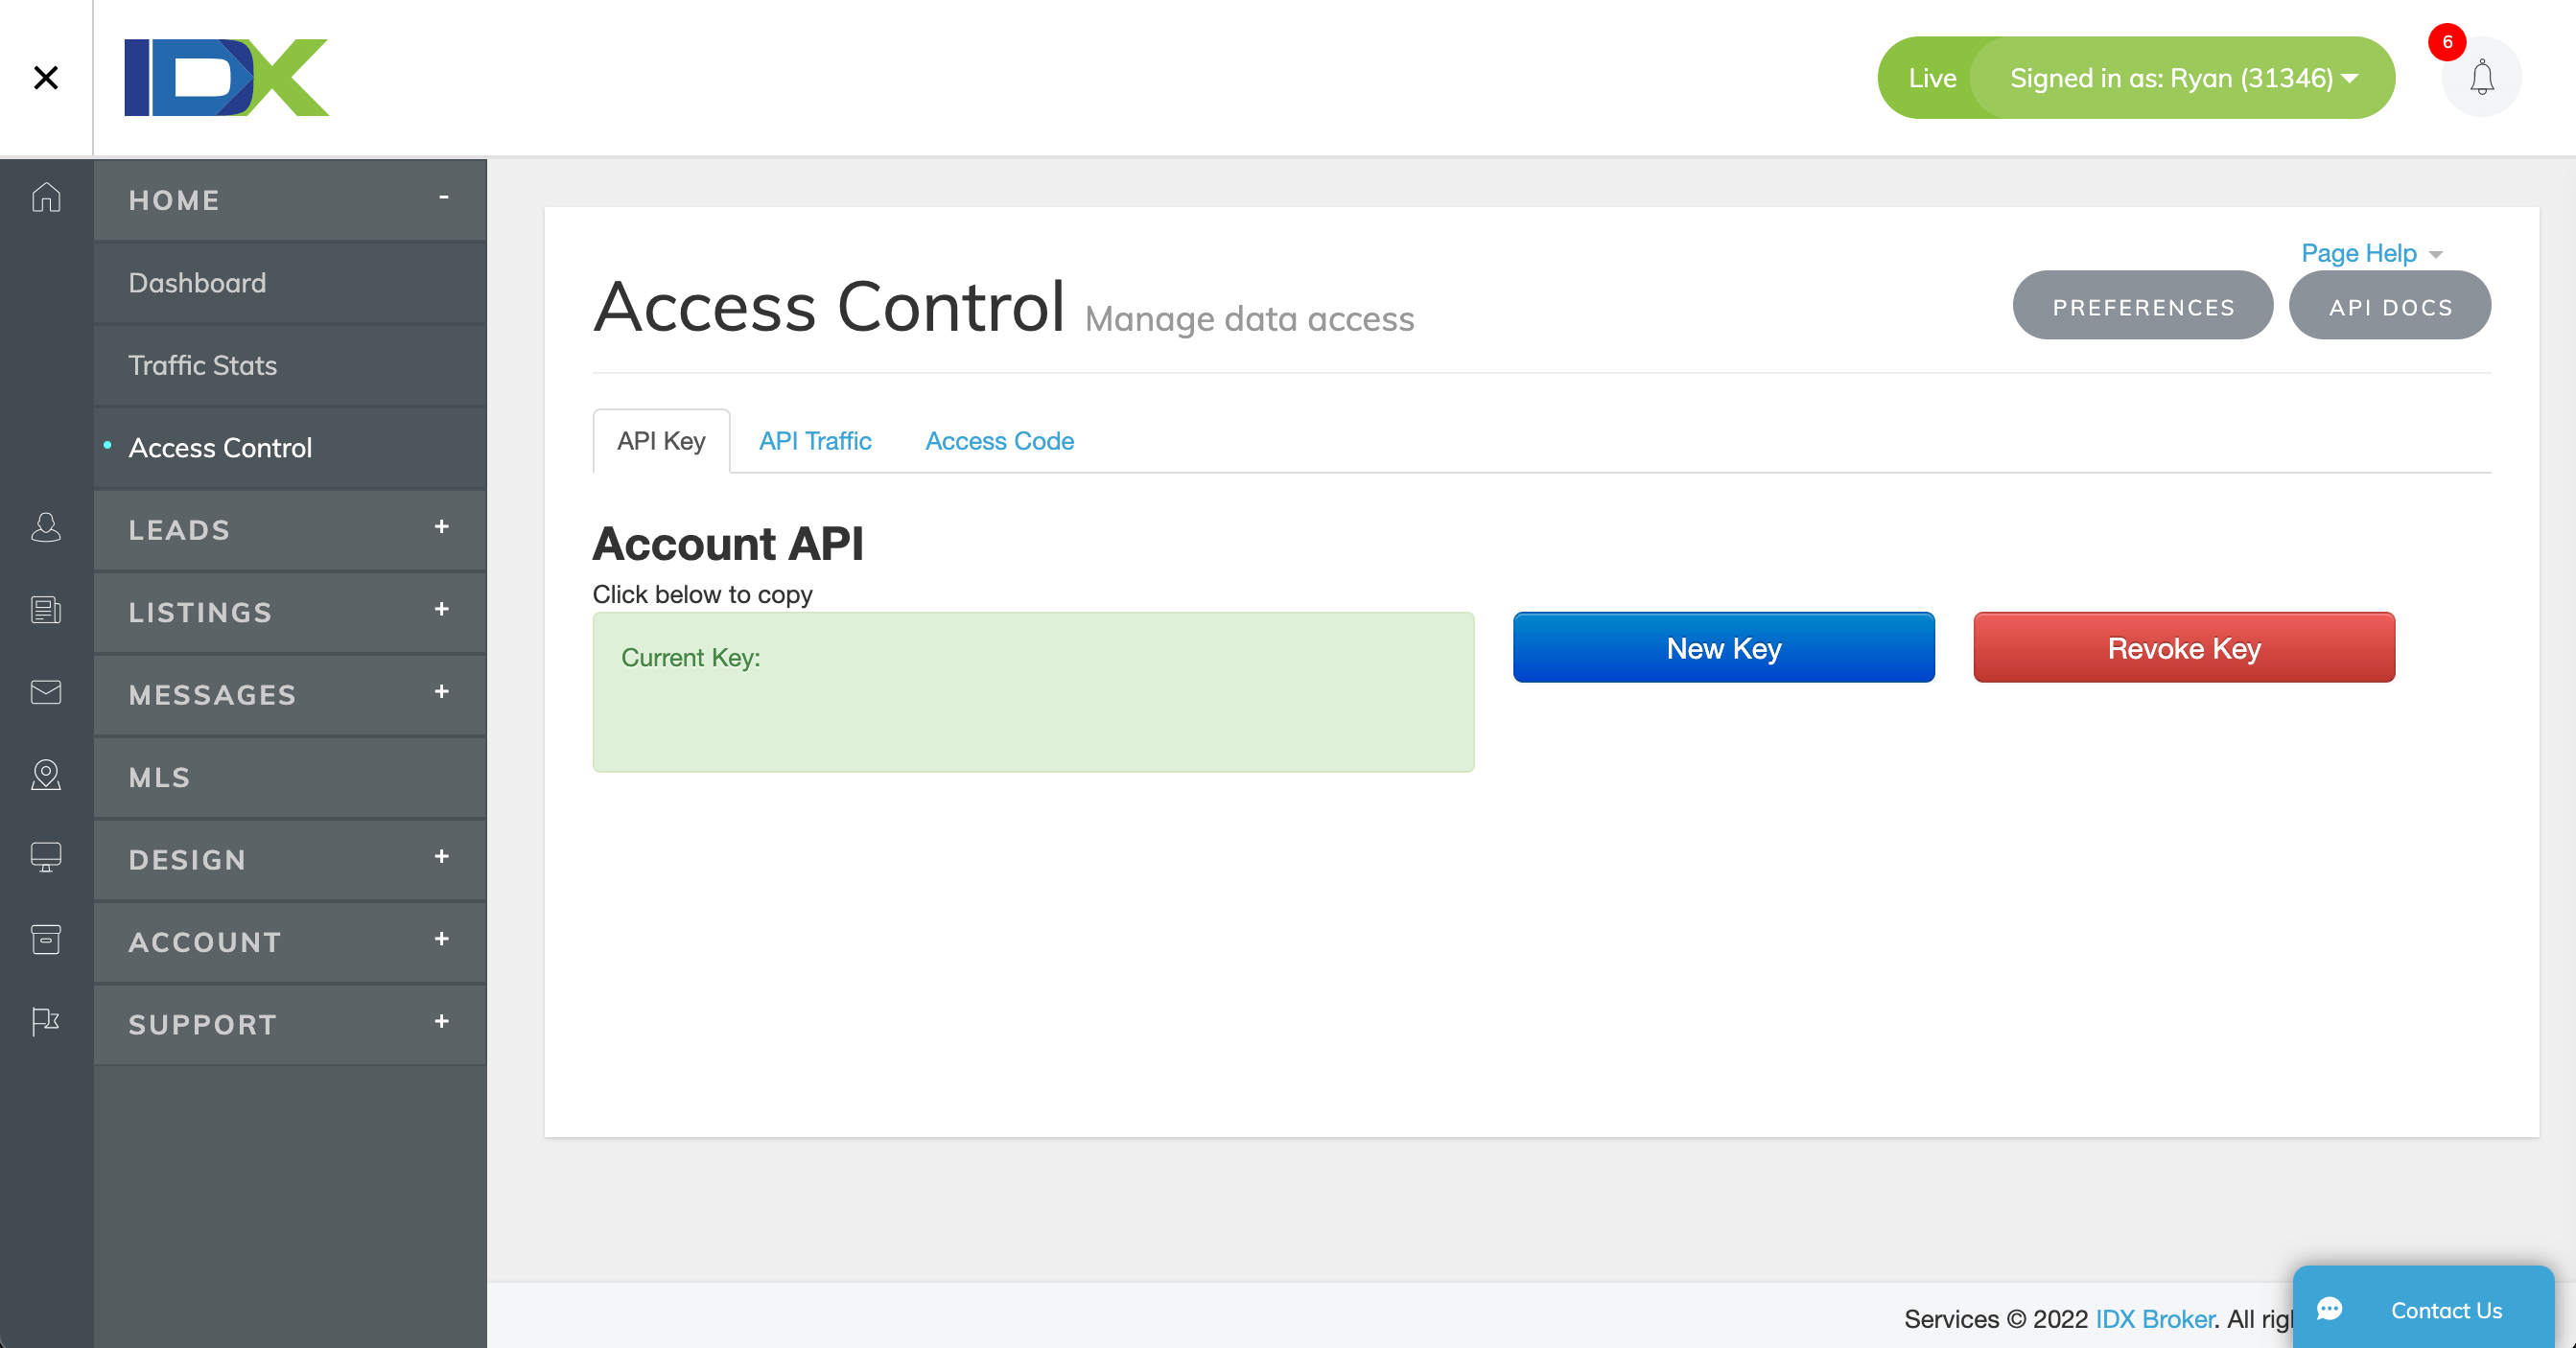 IDX
Live
Signed in as: Ryan (31346)
6
HOME -
Dashboard
Traffic Stats
Access Control
LEADS +
LISTINGS +
MESSAGES +
MLS
DESIGN +
ACCOUNT +
SUPPORT +
Page Help
Access Control Manage data access
PREFERENCES
API DOCS
API Key
API Traffic
Access Code
Account API
Click below to copy
Current Key:
New Key
Revoke Key
Services © 2022 IDX Broker. All
Contact Us